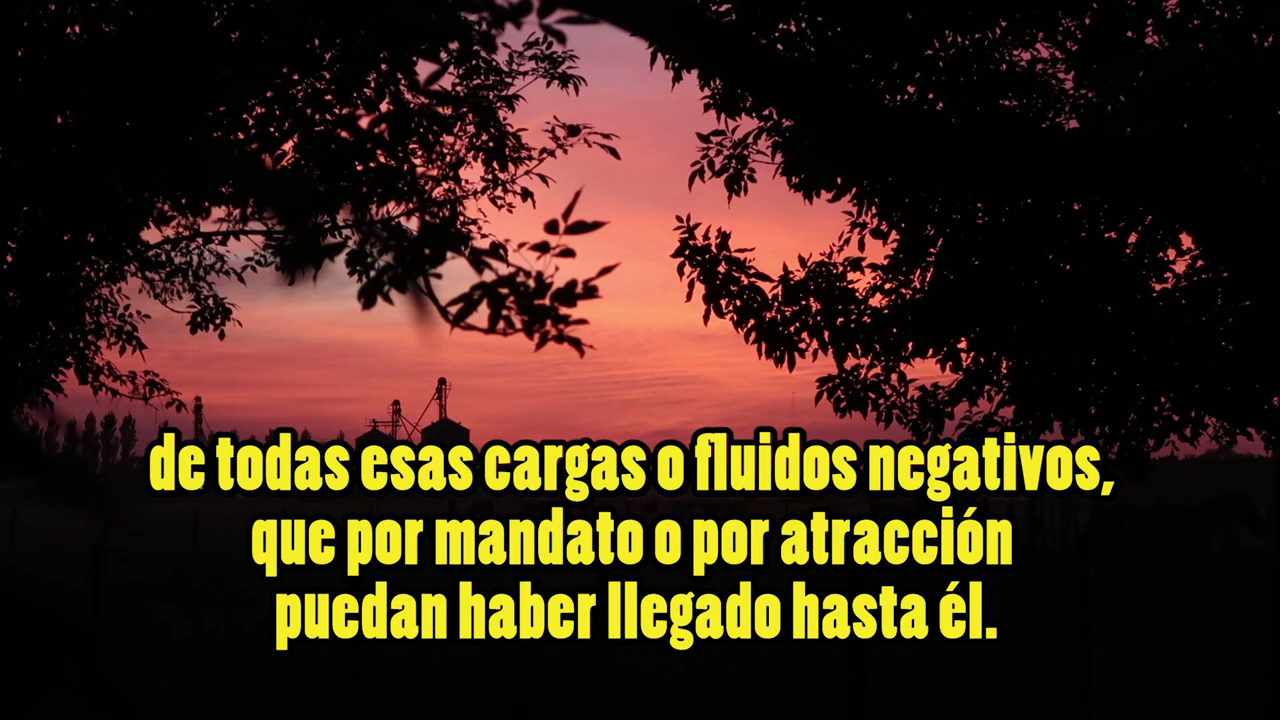 de todas esas cargas o fluidos negativos,
que por mandato o por atracción
puedan haber llegado hasta él.